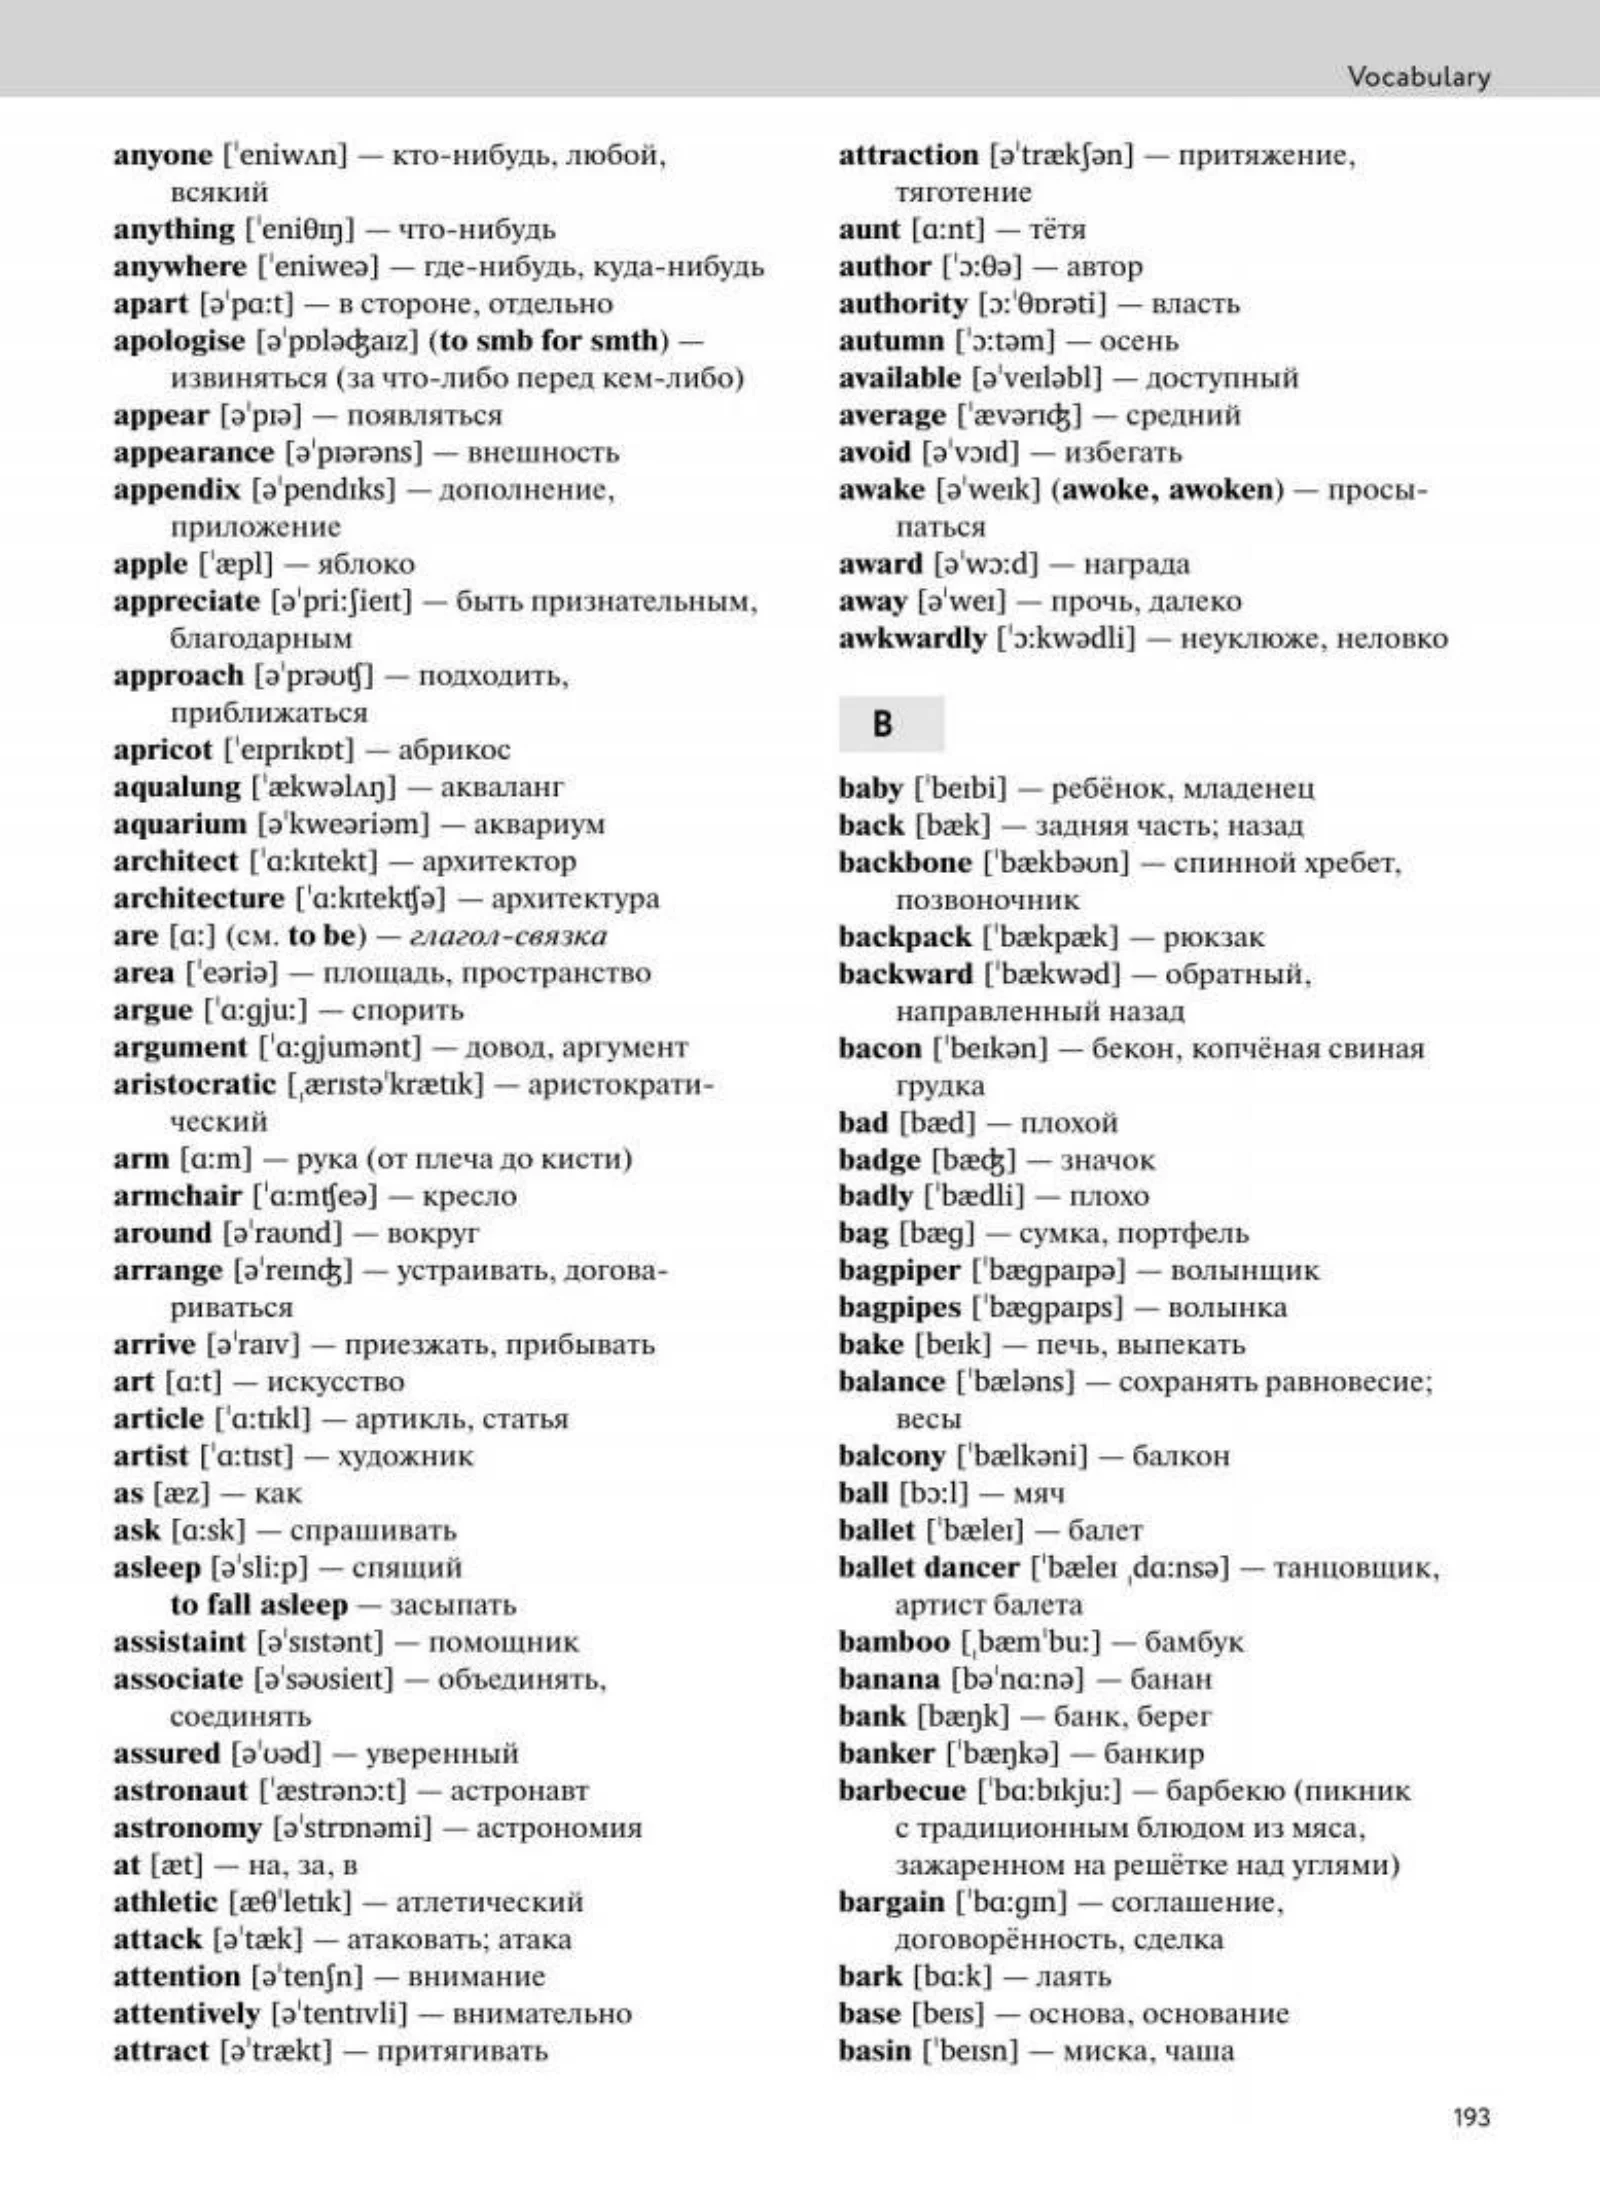 Vocabulary
anyone [ˈeniwʌn] — кто-нибудь, любой,
всякий
anything [ˈeniθɪŋ] — что-нибудь
anywhere [ˈeniweə] — где-нибудь, куда-нибудь
apart [əˈpɑ:t] — в стороне, отдельно
apologise [əˈpɒləʤaɪz] (to smb for smth) —
извиняться (за что-либо перед кем-либо)
appear [əˈpɪə] — появляться
appearance [əˈpɪərəns] — внешность
appendix [əˈpendɪks] — дополнение,
приложение
apple [ˈæpl] — яблоко
appreciate [əˈpri:ʃieɪt] — быть признательным,
благодарным
approach [əˈprəʊʧ] — подходить,
приближаться
apricot [ˈeɪprɪkɒt] — абрикос
aqualung [ˈækwəlʌŋ] — акваланг
aquarium [əˈkweəriəm] — аквариум
architect [ˈɑ:kɪtekt] — архитектор
architecture [ˈɑ:kɪtekʧə] — архитектура
are [ɑ:] (см. to be) — глагол-связка
area [ˈeəriə] — площадь, пространство
argue [ˈɑ:gju:] — спорить
argument [ˈɑ:gjumənt] — довод, аргумент
aristocratic [ˌærɪstəˈkrætɪk] — аристократи-
ческий
arm [ɑ:m] — рука (от плеча до кисти)
armchair [ˈɑ:mʧeə] — кресло
around [əˈraʊnd] — вокруг
arrange [əˈreɪnʤ] — устраивать, догова-
риваться
arrive [əˈraɪv] — приезжать, прибывать
art [ɑ:t] — искусство
article [ˈɑ:tɪkl] — артикль, статья
artist [ˈɑ:tɪst] — художник
as [æz] — как
ask [ɑ:sk] — спрашивать
asleep [əˈsli:p] — спящий
to fall asleep — засыпать
assistaint [əˈsɪstənt] — помощник
associate [əˈsəʊsieɪt] — объединять,
соединять
assured [əˈʊəd] — уверенный
astronaut [ˈæstrənɔ:t] — астронавт
astronomy [əˈstrɒnəmi] — астрономия
at [æt] — на, за, в
athletic [æθˈletɪk] — атлетический
attack [əˈtæk] — атаковать; атака
attention [əˈtenʃn] — внимание
attentively [əˈtentɪvli] — внимательно
attract [əˈtrækt] — притягивать
attraction [əˈtrækʃən] — притяжение,
тяготение
aunt [ɑ:nt] — тётя
author [ˈɔ:θə] — автор
authority [ɔ:ˈθɒrəti] — власть
autumn [ˈɔ:təm] — осень
available [əˈveɪləbl] — доступный
average [ˈævərɪʤ] — средний
avoid [əˈvɔɪd] — избегать
awake [əˈweɪk] (awoke, awoken) — просы-
паться
award [əˈwɔ:d] — награда
away [əˈweɪ] — прочь, далеко
awkwardly [ˈɔ:kwədli] — неуклюже, неловко
B
baby [ˈbeɪbi] — ребёнок, младенец
back [bæk] — задняя часть; назад
backbone [ˈbækbəʊn] — спинной хребет,
позвоночник
backpack [ˈbækpæk] — рюкзак
backward [ˈbækwəd] — обратный,
направленный назад
bacon [ˈbeɪkən] — бекон, копчёная свиная
грудка
bad [bæd] — плохой
badge [bæʤ] — значок
badly [ˈbædli] — плохо
bag [bæg] — сумка, портфель
bagpiper [ˈbægpaɪpə] — волынщик
bagpipes [ˈbægpaɪps] — волынка
bake [beɪk] — печь, выпекать
balance [ˈbæləns] — сохранять равновесие;
весы
balcony [ˈbælkəni] — балкон
ball [bɔ:l] — мяч
ballet [ˈbæleɪ] — балет
ballet dancer [ˈbæleɪ ˌdɑ:nsə] — танцовщик,
артист балета
bamboo [ˌbæmˈbu:] — бамбук
banana [bəˈnɑ:nə] — банан
bank [bæŋk] — банк, берег
banker [ˈbæŋkə] — банкир
barbecue [ˈbɑ:bɪkju:] — барбекю (пикник
с традиционным блюдом из мяса,
зажаренном на решётке над углями)
bargain [ˈbɑ:gɪn] — соглашение,
договорённость, сделка
bark [bɑ:k] — лаять
base [beɪs] — основа, основание
basin [ˈbeɪsn] — миска, чаша
193